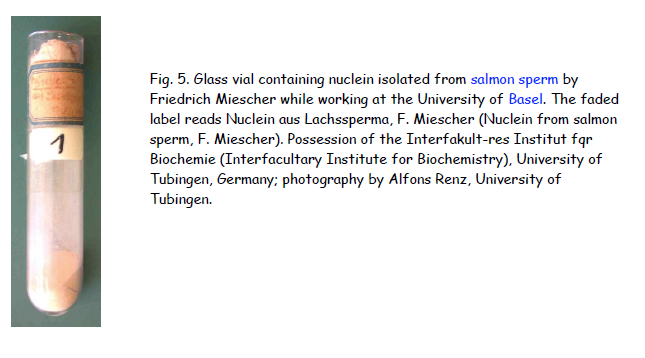 1
Fig. 5. Glass vial containing nuclein isolated from salmon sperm by
Friedrich Miescher while working at the University of Basel. The faded
label reads Nuclein aus Lachssperma, F. Miescher (Nuclein from salmon
sperm, F. Miescher). Possession of the Interfakult-res Institut fqr
Biochemie (Interfacultary Institute for Biochemistry), University of
Tubingen, Germany; photography by Alfons Renz, University of
Tubingen.